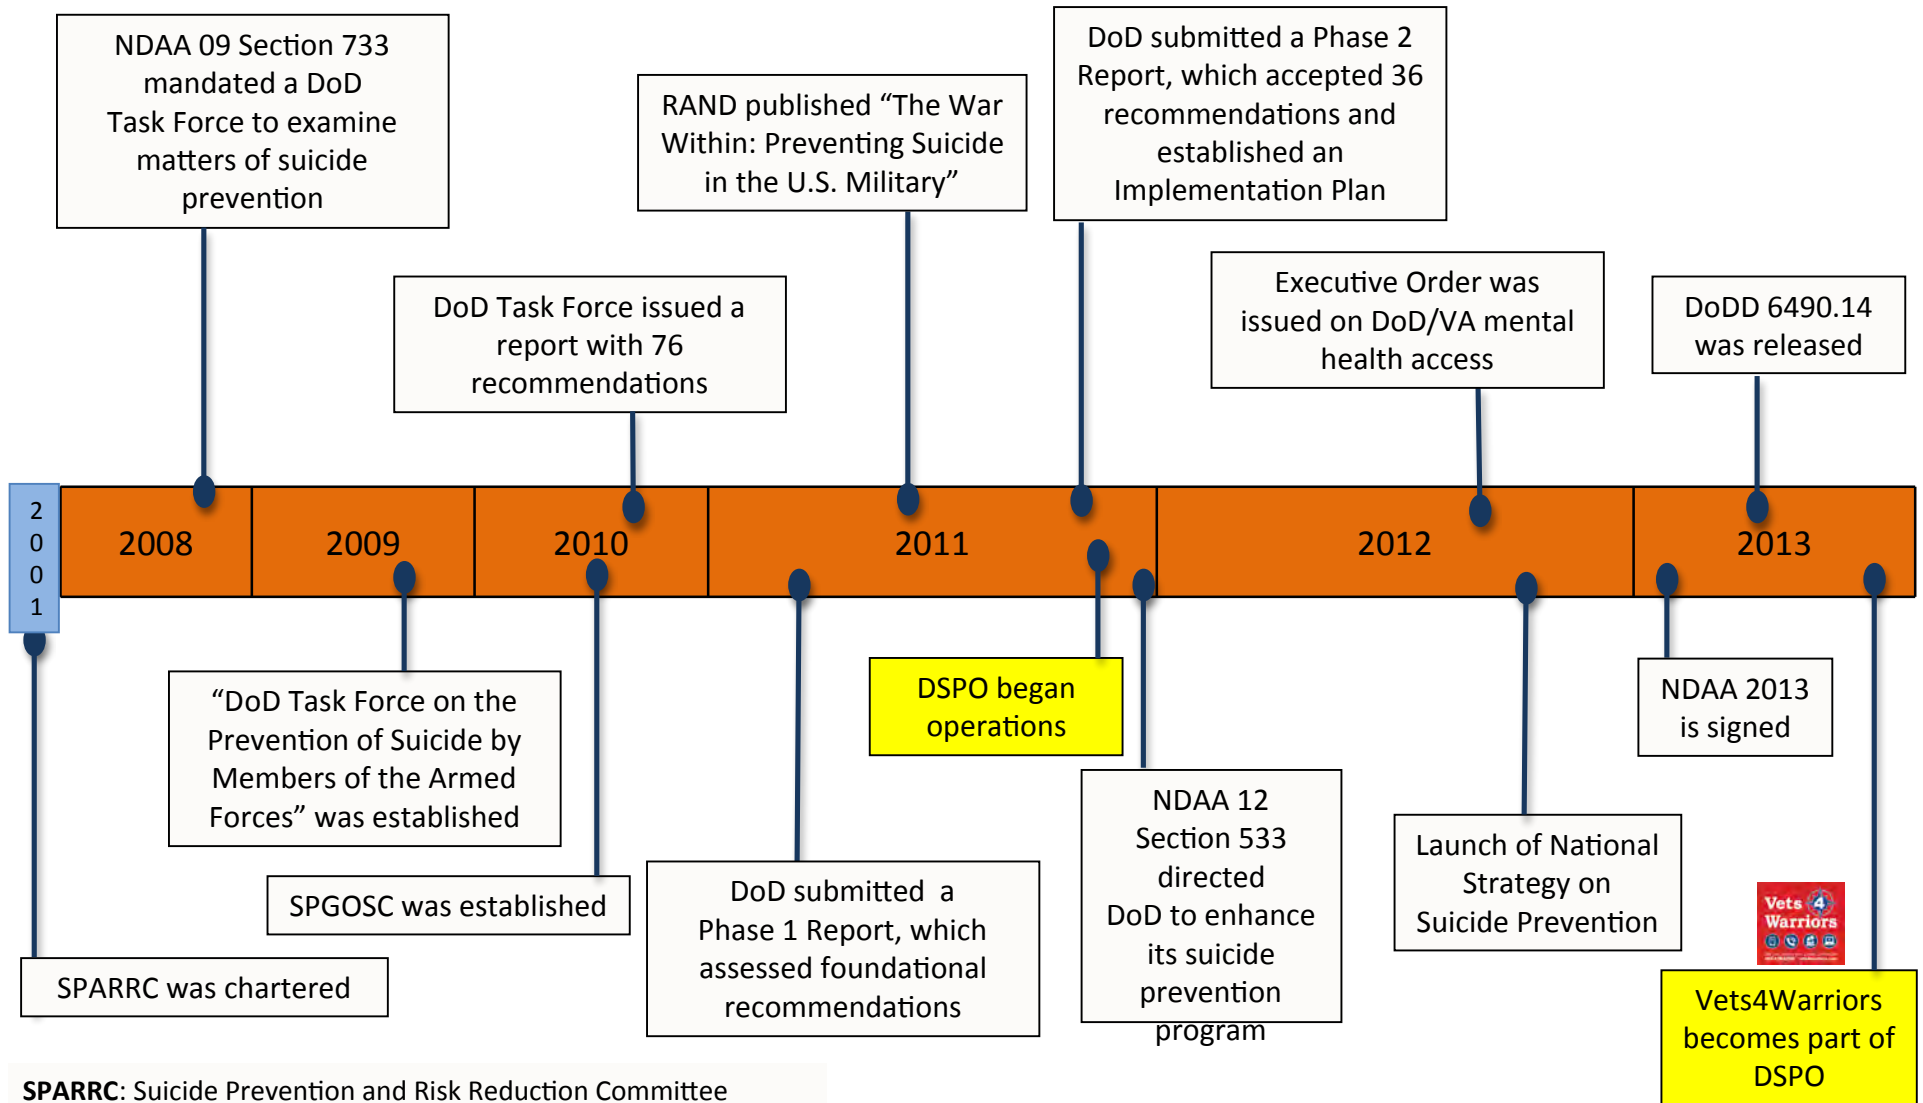 NDAA 09 Section 733
mandated a DoD
Task Force to examine
matters of suicide
prevention
RAND published “The War
Within: Preventing Suicide
in the U.S. Military”
DoD submitted a Phase 2
Report, which accepted 36
recommendations and
established an
Implementation Plan
DoD Task Force issued a
report with 76
recommendations
Executive Order was
issued on DoD/VA mental
health access
DoDD 6490.14
was released
2
0
0
1
2008
2009
2010
2011
2012
2013
“DoD Task Force on the
Prevention of Suicide by
Members of the Armed
Forces” was established
DSPO began
operations
NDAA 2013
is signed
SPGOSC was established
DoD submitted a
Phase 1 Report, which
assessed foundational
recommendations
NDAA 12
Section 533
directed
DoD to enhance
its suicide
prevention
program
Launch of National
Strategy on
Suicide Prevention
Vets 4
Warriors
SPARRC was chartered
Vets4Warriors
becomes part of
DSPO
SPARRC: Suicide Prevention and Risk Reduction Committee